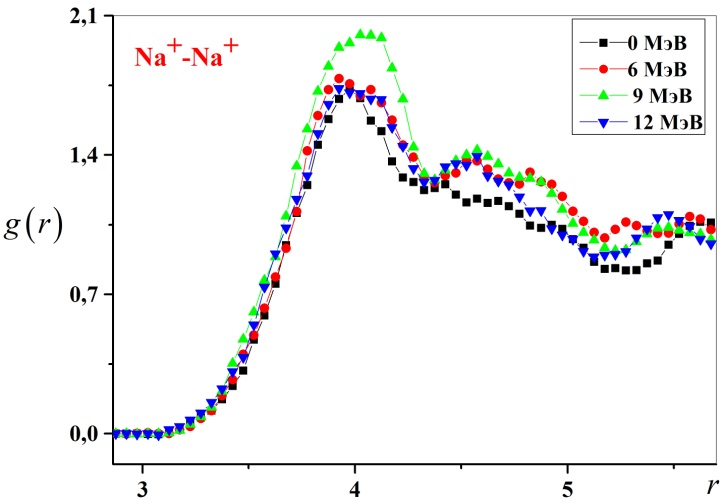 2,1
1,4
0,7
0,0
g(r)
Na⁺-Na⁺
0 МэВ
6 МэВ
9 МэВ
12 МэВ
3
4
5
r